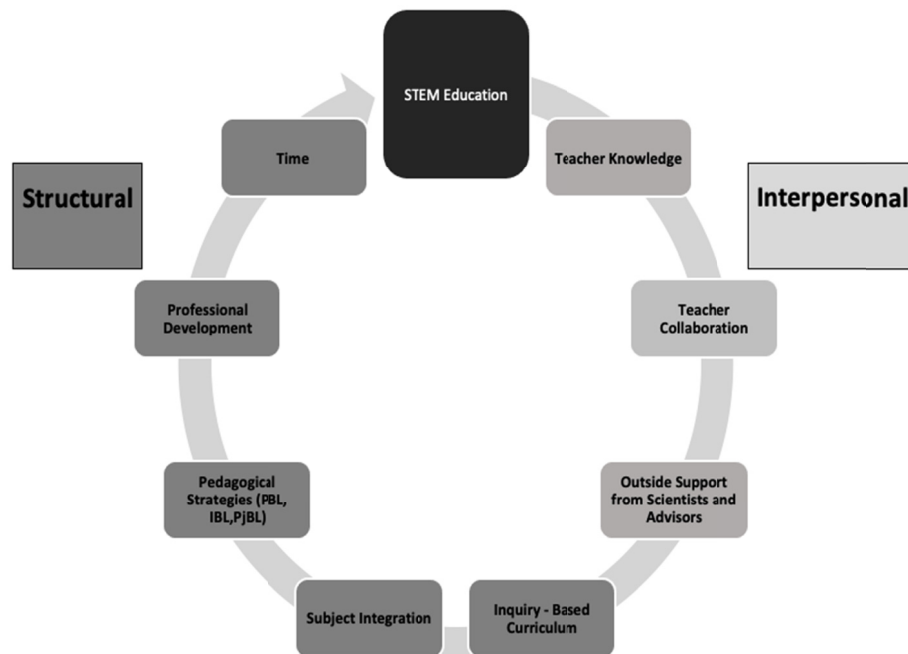 STEM Education
Time
Teacher Knowledge
Structural
Interpersonal
Professional
Development
Teacher
Collaboration
Pedagogical
Strategies (PBL,
IBL,PjBL)
Outside Support
from Scientists and
Advisors
Subject Integration
Inquiry - Based
Curriculum